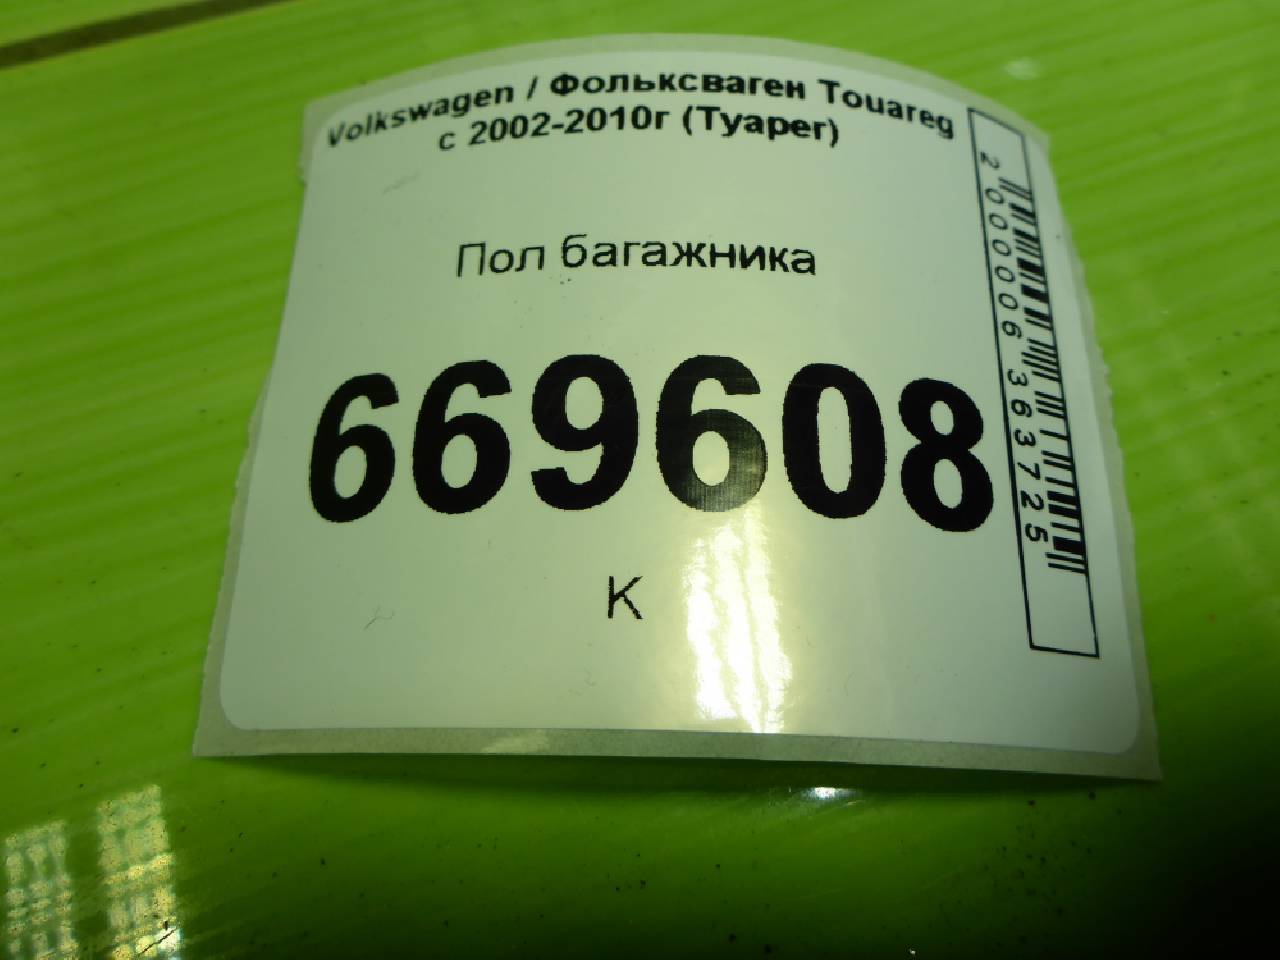 Volkswagen / Фольксваген Touareg
с 2002-2010г (Туарег)
Пол багажника
669608
К
2000006363725